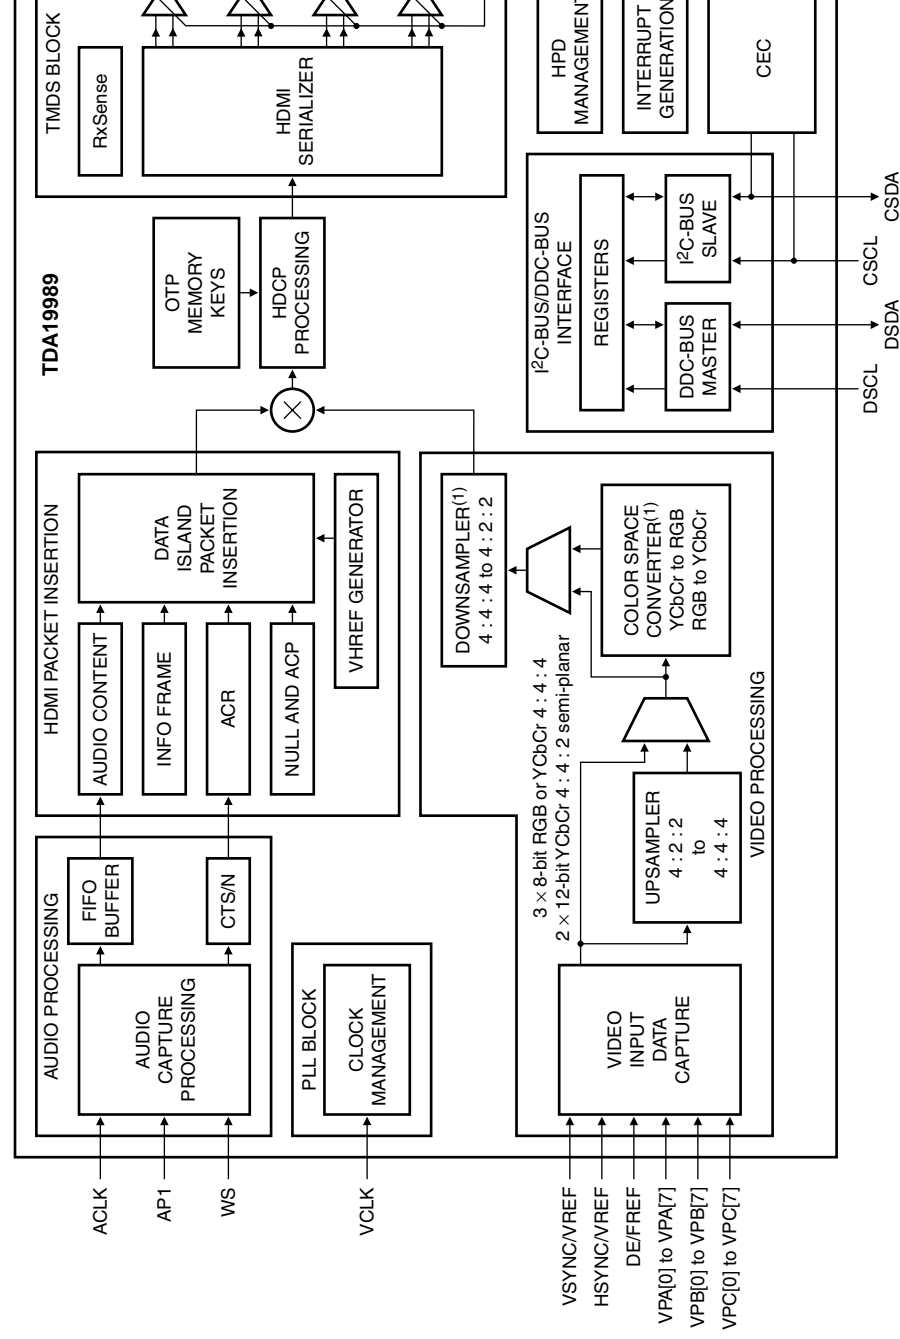 TDA19989
AUDIO PROCESSING
AUDIO
CAPTURE
PROCESSING
FIFO
BUFFER
CTS/N
ACLK
AP1
WS
HDMI PACKET INSERTION
AUDIO CONTENT
INFO FRAME
ACR
NULL AND ACP
DATA
ISLAND
PACKET
INSERTION
VHREF GENERATOR
OTP
MEMORY
KEYS
HDCP
PROCESSING
TMDS BLOCK
RxSense
HDMI
SERIALIZER
PLL BLOCK
CLOCK
MANAGEMENT
VCLK
VSYNC/VREF
HSYNC/VREF
DE/FREF
VPA[0] to VPA[7]
VPB[0] to VPB[7]
VPC[0] to VPC[7]
VIDEO
INPUT
DATA
CAPTURE
3 × 8-bit RGB or YCbCr 4 : 4 : 4
2 × 12-bit YCbCr 4 : 4 : 2 semi-planar
UPSAMPLER
4 : 2 : 2
to
4 : 4 : 4
DOWNSAMPLER(1)
4 : 4 : 4 to 4 : 2 : 2
COLOR SPACE
CONVERTER(1)
YCbCr to RGB
RGB to YCbCr
VIDEO PROCESSING
I²C-BUS/DDC-BUS
INTERFACE
REGISTERS
DDC-BUS
MASTER
I²C-BUS
SLAVE
DSCL
DSDA
CSCL
CSDA
HPD
MANAGEMENT
INTERRUPT
GENERATION
CEC